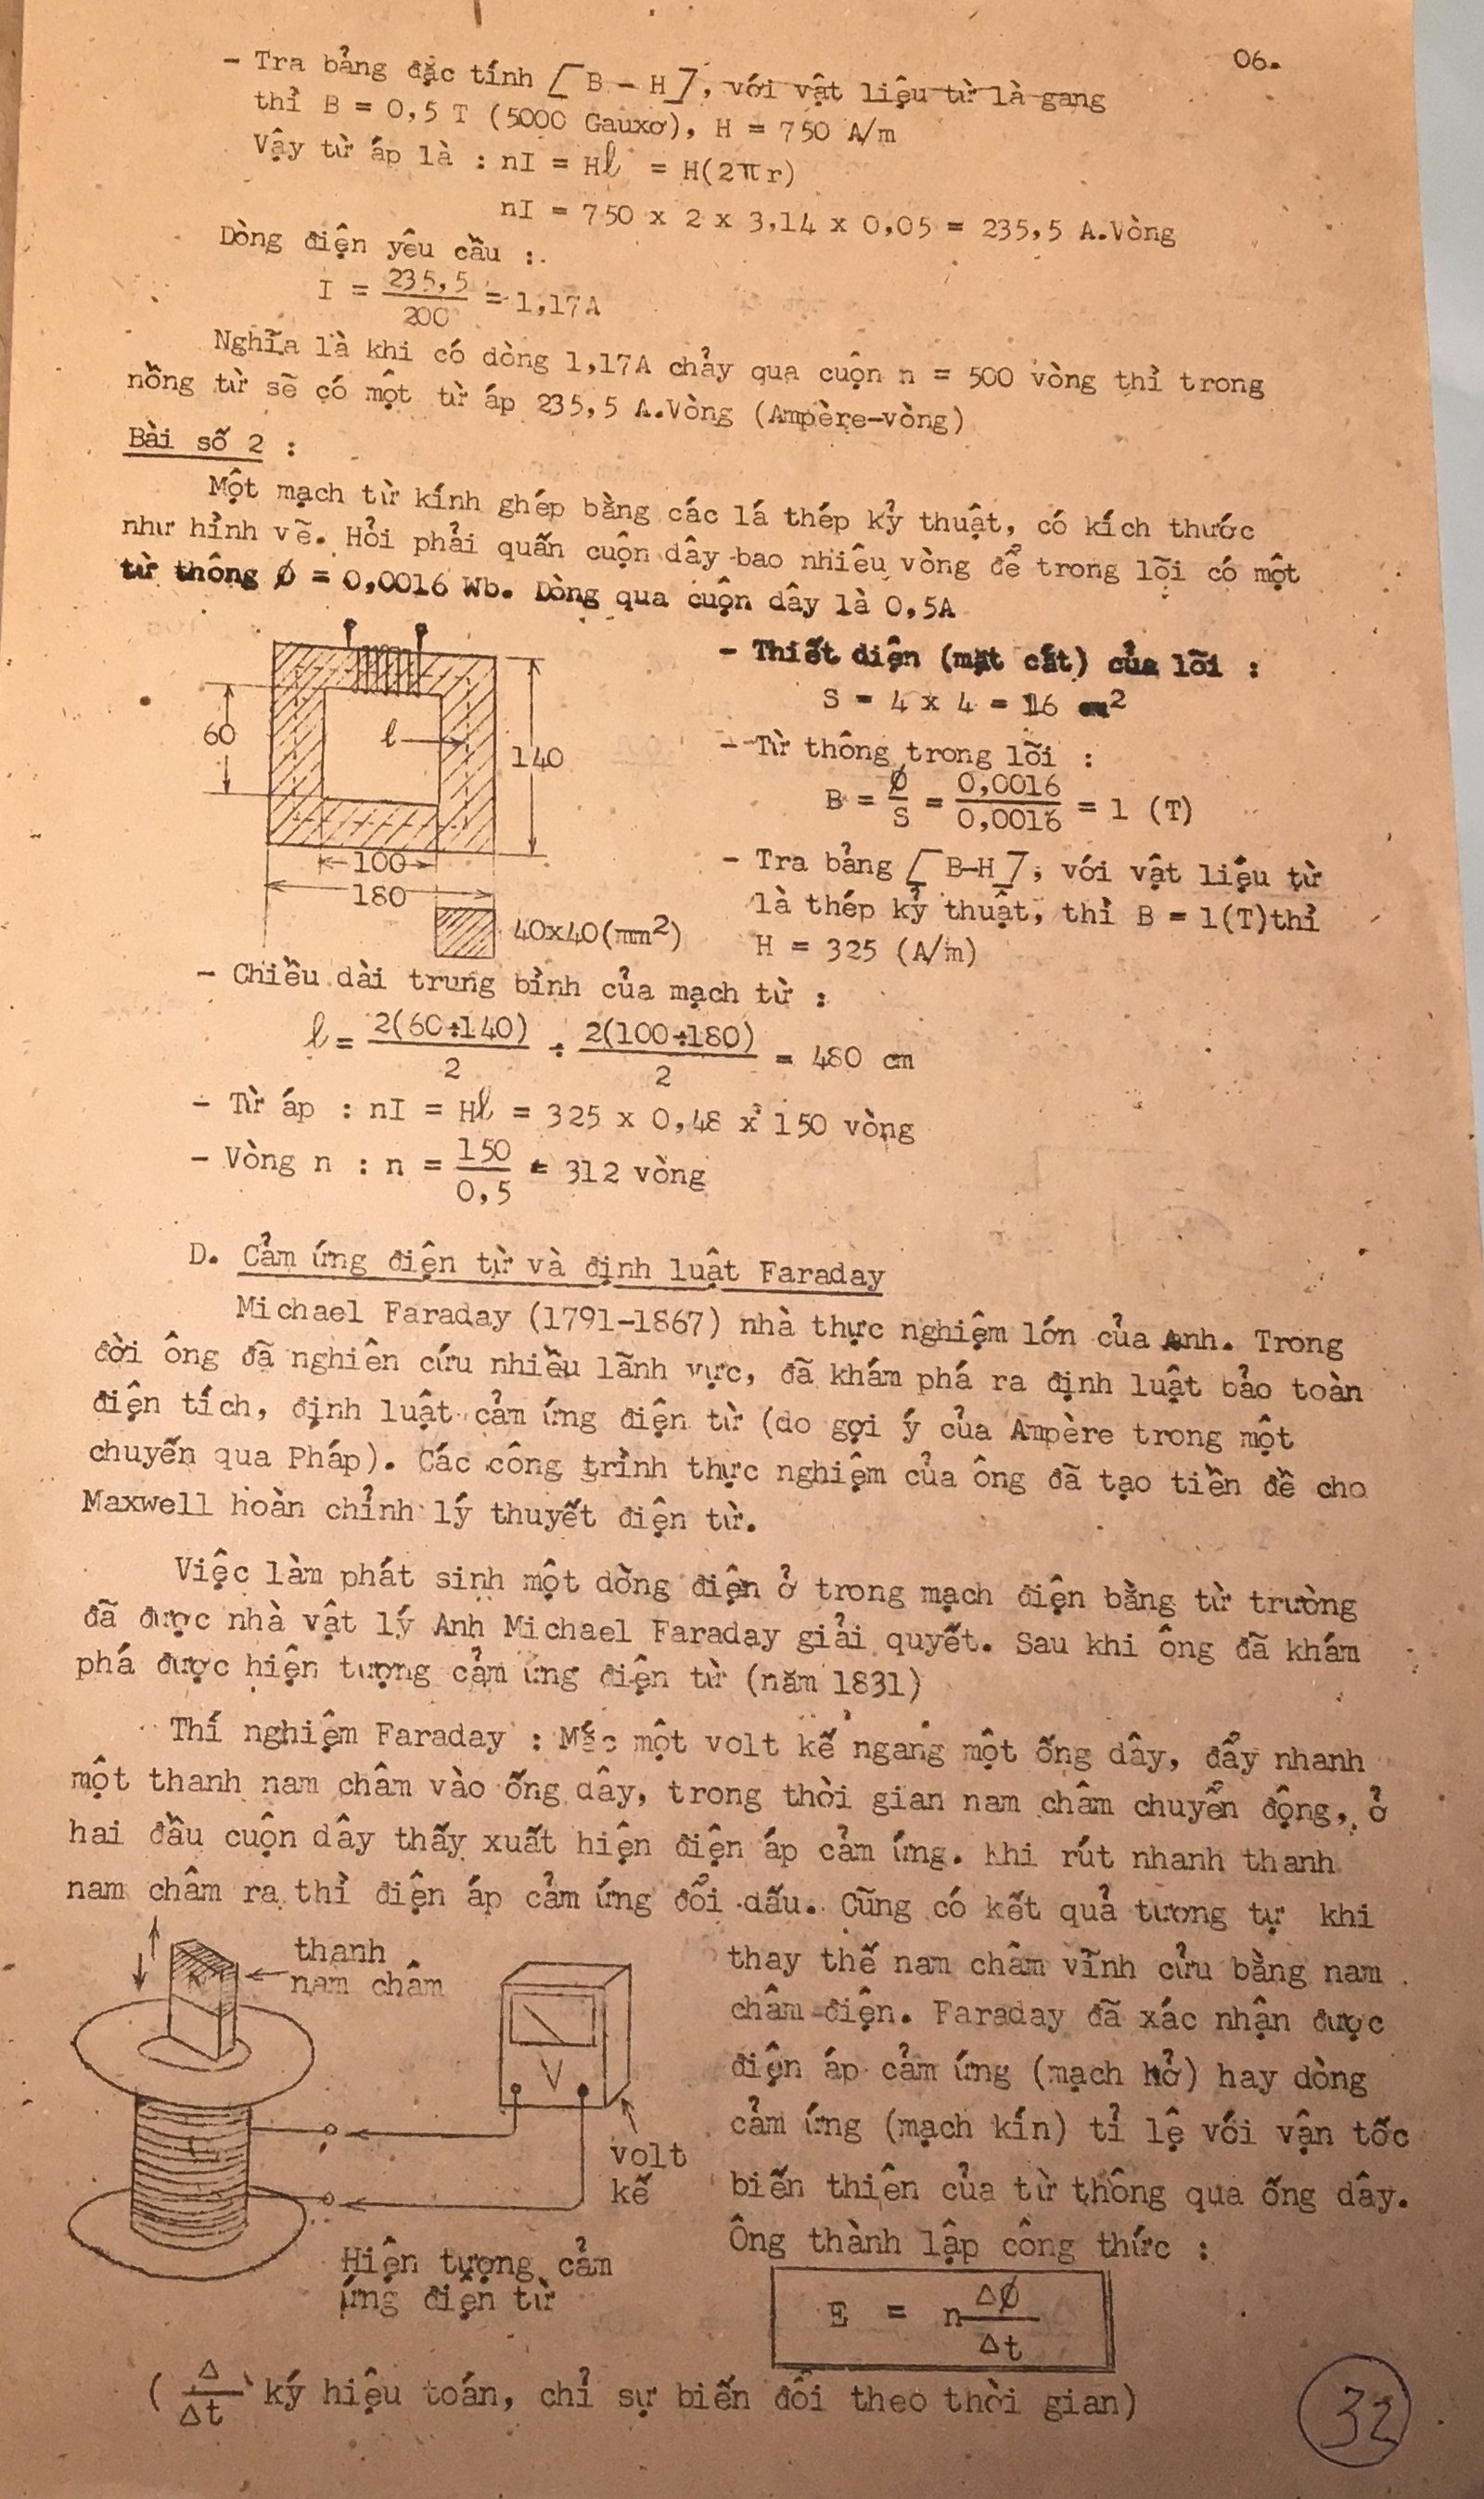 06.
- Tra bảng đặc tính [ B - H ], với vật liệu từ là gang
thì B = 0,5 T (5000 Gauxơ), H = 750 A/m
Vậy từ áp là : nI = Hℓ = H(2πr)
nI = 750 x 2 x 3,14 x 0,05 = 235,5 A.Vòng
Dòng điện yêu cầu :
I = 235,5 / 200 = 1,17A
Nghĩa là khi có dòng 1,17A chảy qua cuộn n = 500 vòng thì trong
nồng từ sẽ có một từ áp 235,5 A.Vòng (Ampère-vòng)
Bài số 2 :
Một mạch từ kính ghép bằng các lá thép kỷ thuật, có kích thước
như hình vẽ. Hỏi phải quấn cuộn dây bao nhiêu vòng để trong lõi có một
từ thông Ø = 0,0016 Wb. Dòng qua cuộn dây là 0,5A
- Thiết diện (mặt cắt) của lõi :
S = 4 x 4 = 16 cm2
- Từ thông trong lõi :
B = Ø / S = 0,0016 / 0,0016 = 1 (T)
- Tra bảng [ B-H ], với vật liệu từ
là thép kỷ thuật, thì B = 1(T)thì
H = 325 (A/m)
60
ℓ
140
100
180
40x40(mm2)
- Chiều dài trung bình của mạch từ :
ℓ = 2(60÷140) / 2 ÷ 2(100÷180) / 2 = 480 cm
- Từ áp : nI = Hℓ = 325 x 0,48 x 150 vòng
- Vòng n : n = 150 / 0,5 = 312 vòng
D. Cảm ứng điện từ và định luật Faraday
Michael Faraday (1791-1867) nhà thực nghiệm lớn của Anh. Trong
đời ông đã nghiên cứu nhiều lãnh vực, đã khám phá ra định luật bảo toàn
điện tích, định luật cảm ứng điện từ (do gợi ý của Ampère trong một
chuyến qua Pháp). Các công trình thực nghiệm của ông đã tạo tiền đề cho
Maxwell hoàn chỉnh lý thuyết điện từ.
Việc làm phát sinh một dòng điện ở trong mạch điện bằng từ trường
đã được nhà vật lý Anh Michael Faraday giải quyết. Sau khi ông đã khám
phá được hiện tượng cảm ứng điện từ (năm 1831)
Thí nghiệm Faraday : Mắc một volt kế ngang một ống dây, đẩy nhanh
một thanh nam châm vào ống dây, trong thời gian nam châm chuyển động, ở
hai đầu cuộn dây thấy xuất hiện điện áp cảm ứng. Khi rút nhanh thanh
nam châm ra thì điện áp cảm ứng đổi dấu. Cũng có kết quả tương tự khi
thay thế nam châm vĩnh cửu bằng nam
châm điện. Faraday đã xác nhận được
điện áp cảm ứng (mạch hở) hay dòng
cảm ứng (mạch kín) tỉ lệ với vận tốc
biến thiên của từ thông qua ống dây.
Ông thành lập công thức :
E = n ΔØ / Δt
thanh
nam châm
N
V
volt
kế
Hiện tượng cảm
ứng điện từ
( Δ / Δt ký hiệu toán, chỉ sự biến đổi theo thời gian)
32